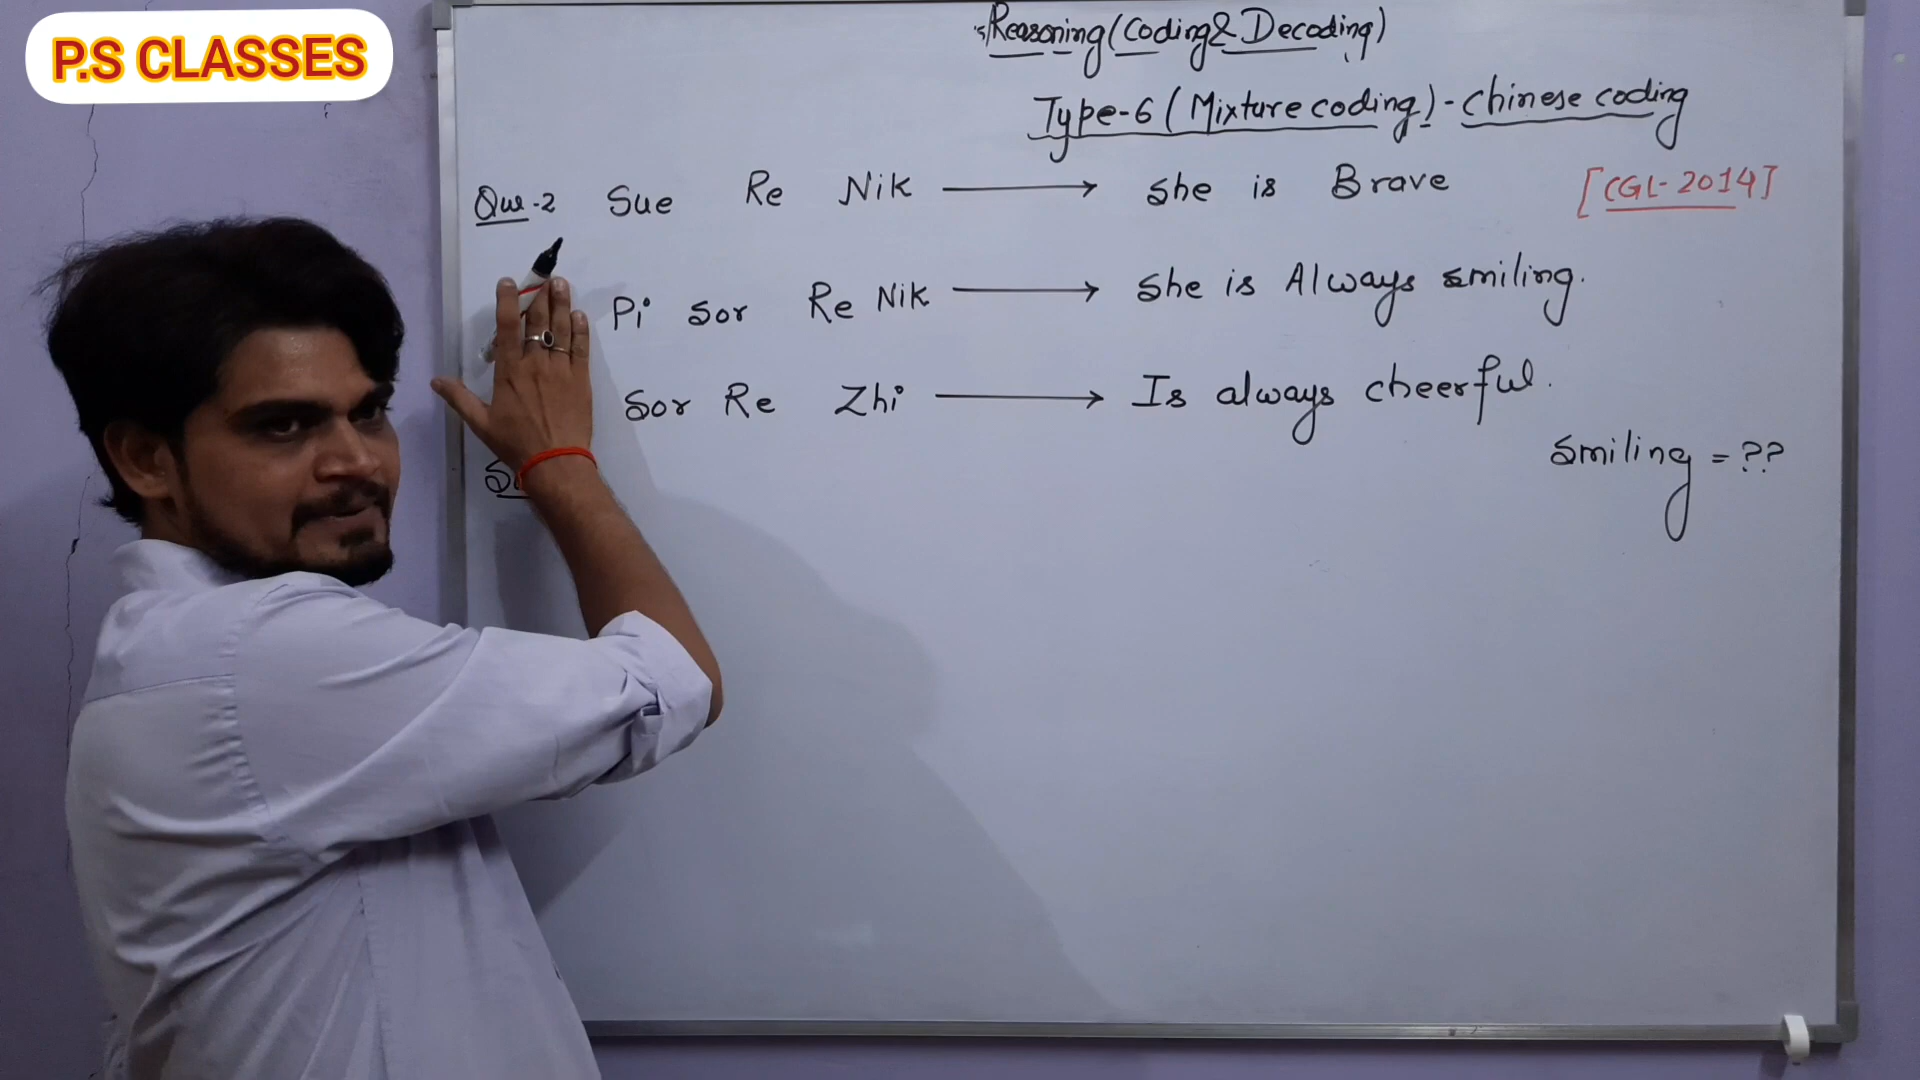 P.S CLASSES
Reasoning (Coding & Decoding)
Type-6 (Mixture coding) - Chinese coding
Que-2 Sue Re Nik → She is Brave [CGL-2014]
Pi Sor Re Nik → She is Always smiling.
Sor Re Zhi → Is always cheerful.
Smiling = ??